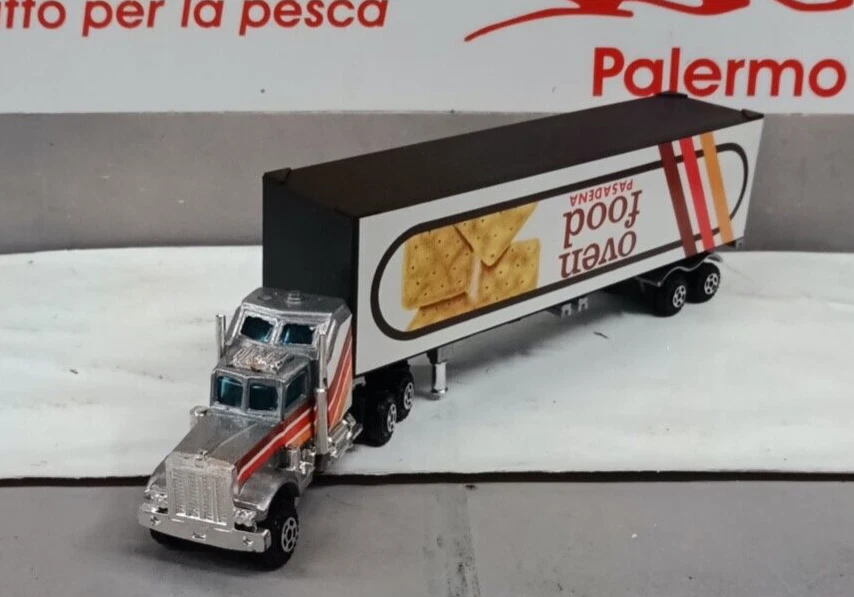 tto per la pesca
Palermo
oven
food
PASADENA